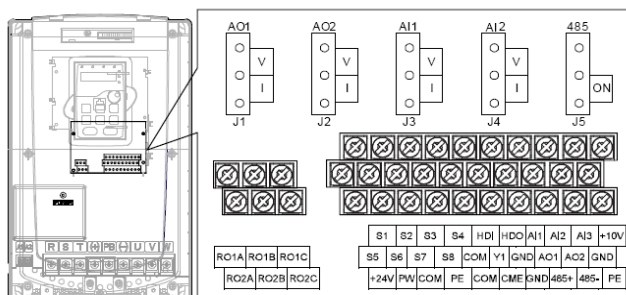 AO1 AO2 AI1 AI2 485
V V V V
I I I I ON
J1 J2 J3 J4 J5
R S T (+) PB (-) U V W
S1 S2 S3 S4 HDI HDO AI1 AI2 AI3 +10V
RO1A RO1B RO1C
S5 S6 S7 S8 COM Y1 GND AO1 AO2 GND
RO2A RO2B RO2C
+24V PW COM PE COM CME GND 485+ 485- PE